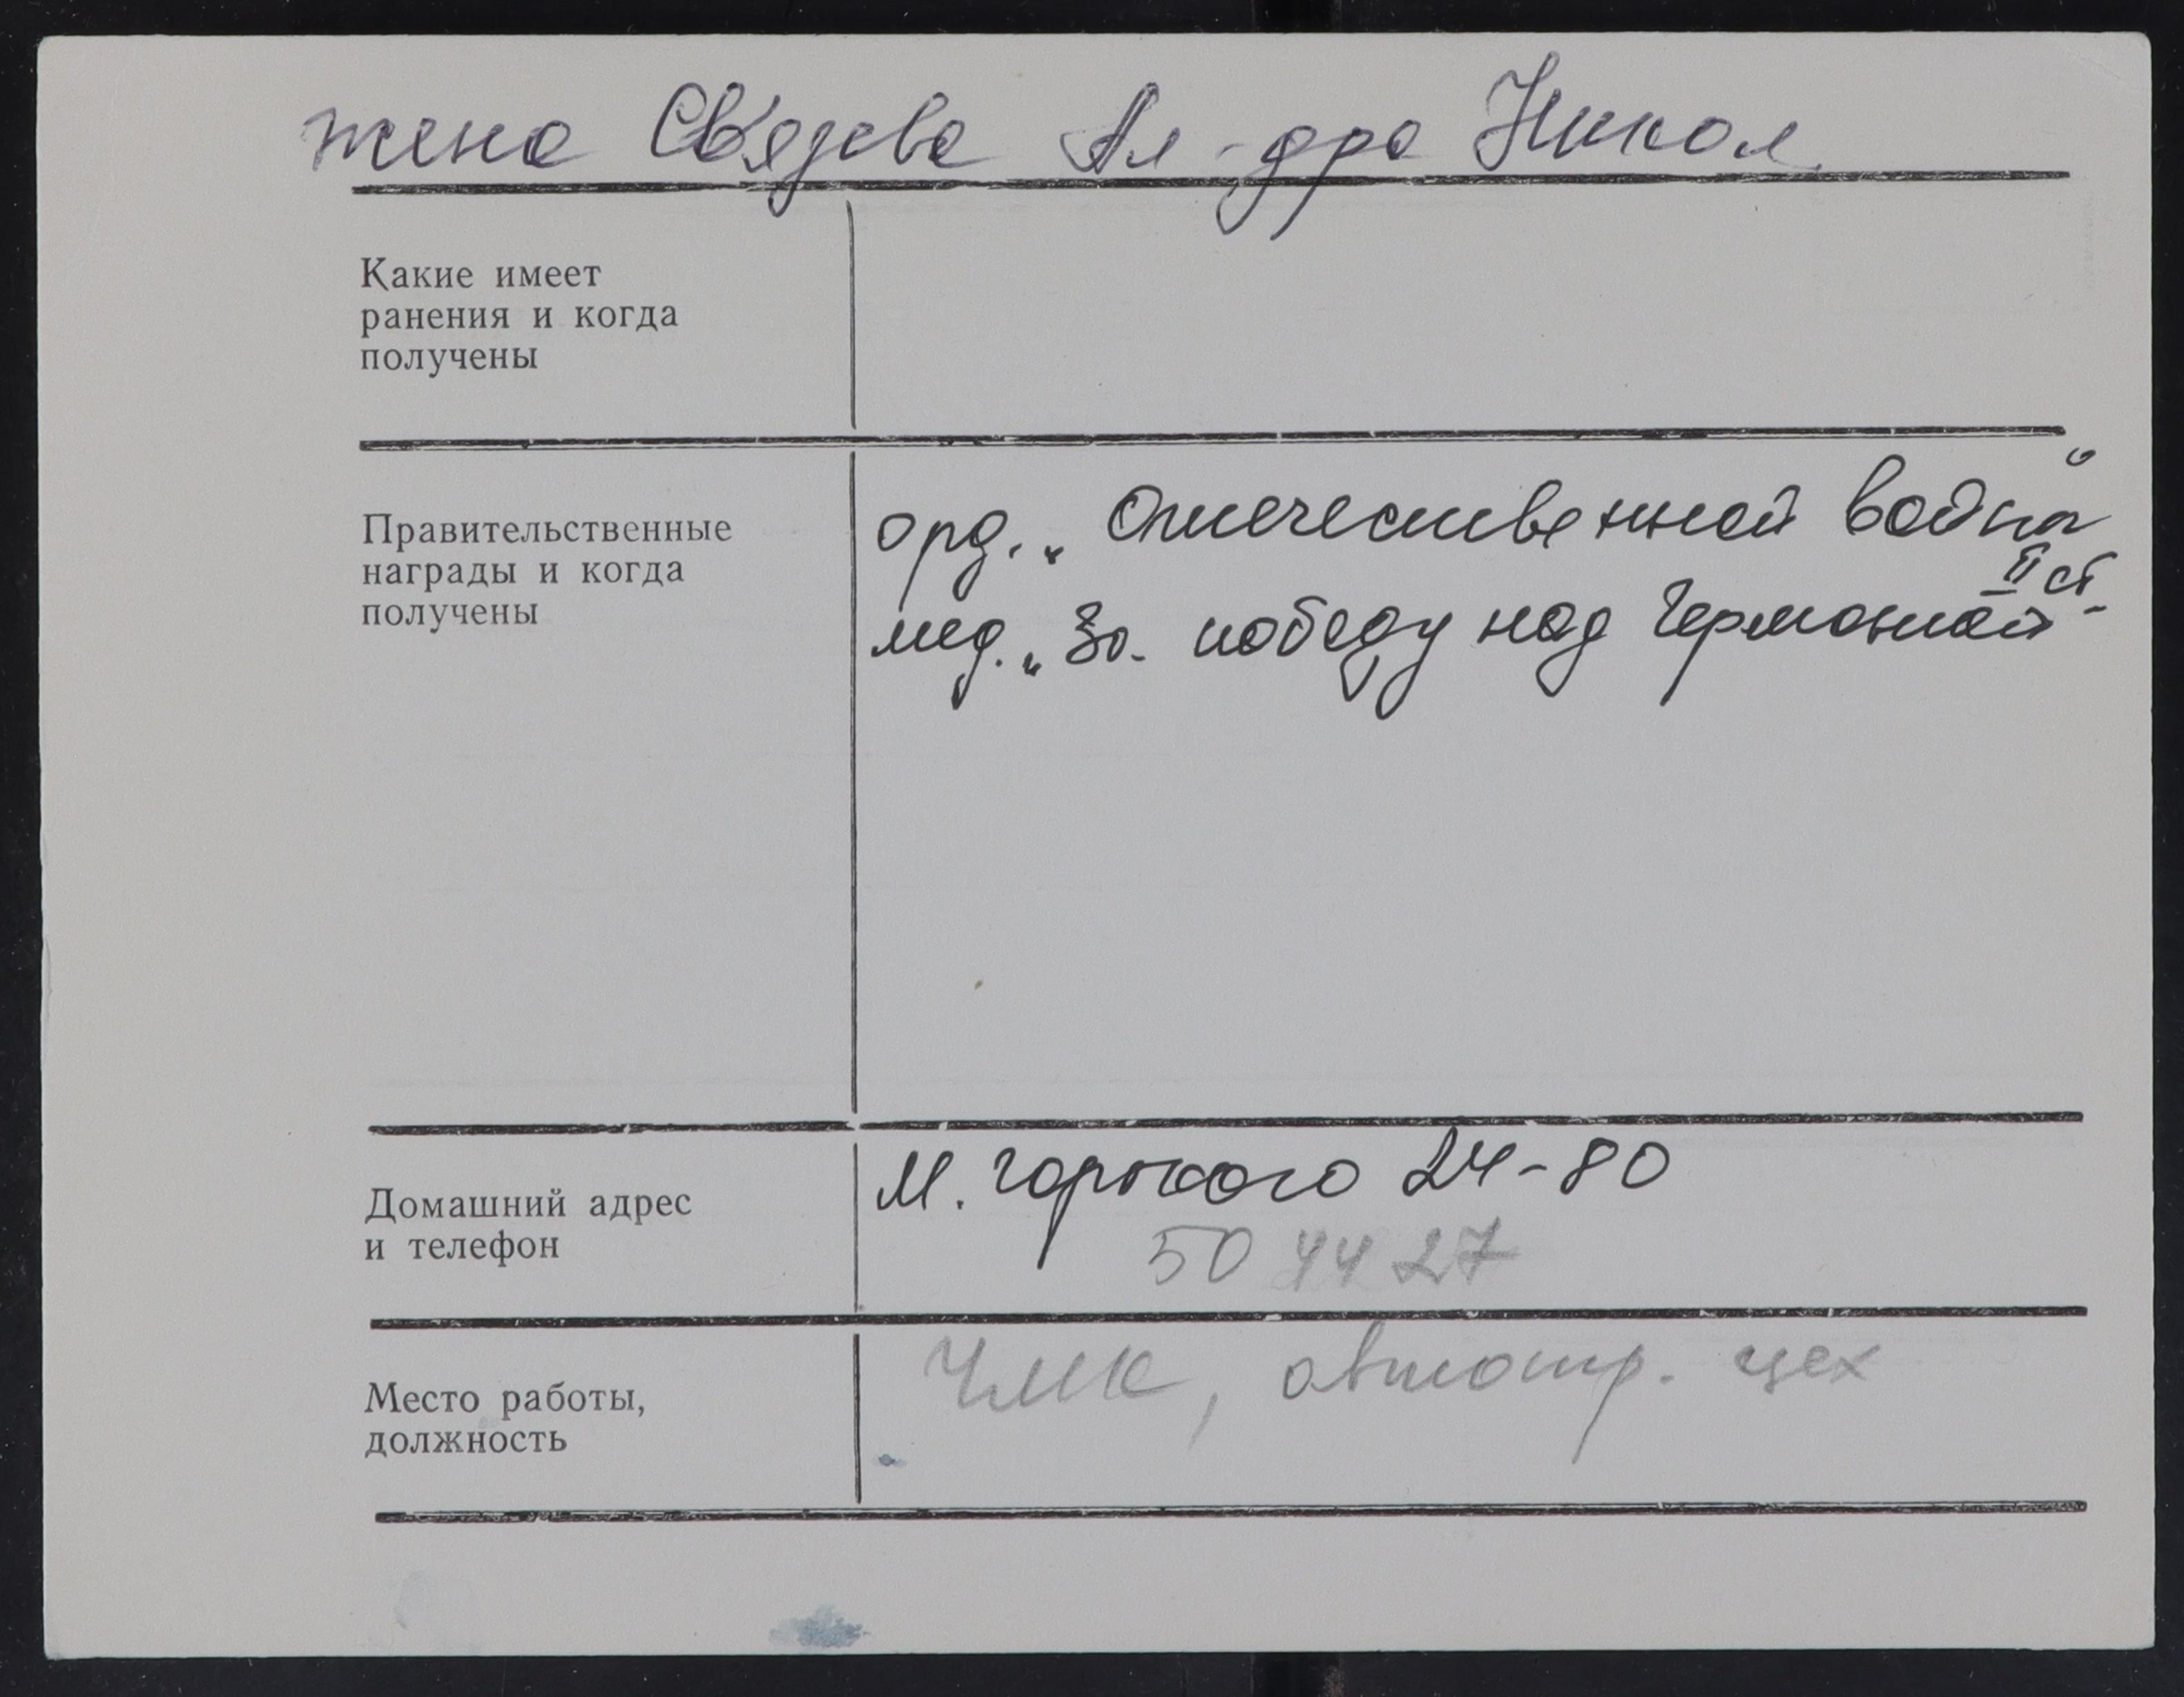 жена Связева Ал-дра Никол.
Какие имеет
ранения и когда
получены
Правительственные
награды и когда
получены
орд. „Отечественной войны"
II ст.
мед. „За победу над Германией"
Домашний адрес
и телефон
М. Горького 24-80
50 44 27
Место работы,
должность
ЧМК, автотр. цех